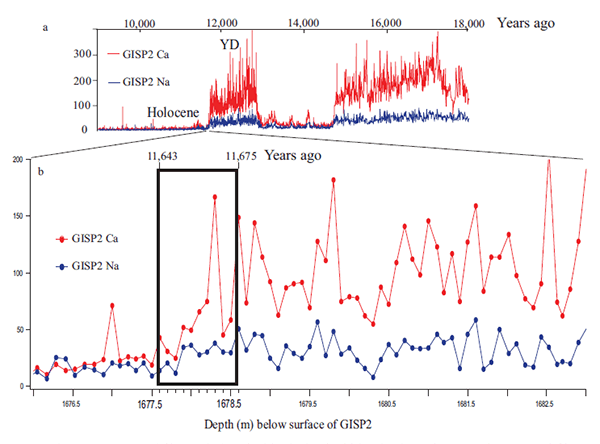 10,000 12,000 14,000 16,000 18,000 Years ago
a
YD
GISP2 Ca
GISP2 Na
300
200
100
0
Holocene
b
11,643 11,675 Years ago
GISP2 Ca
GISP2 Na
200
150
100
50
0
1676.5 1677.5 1678.5 1679.5 1680.5 1681.5 1682.5
Depth (m) below surface of GISP2